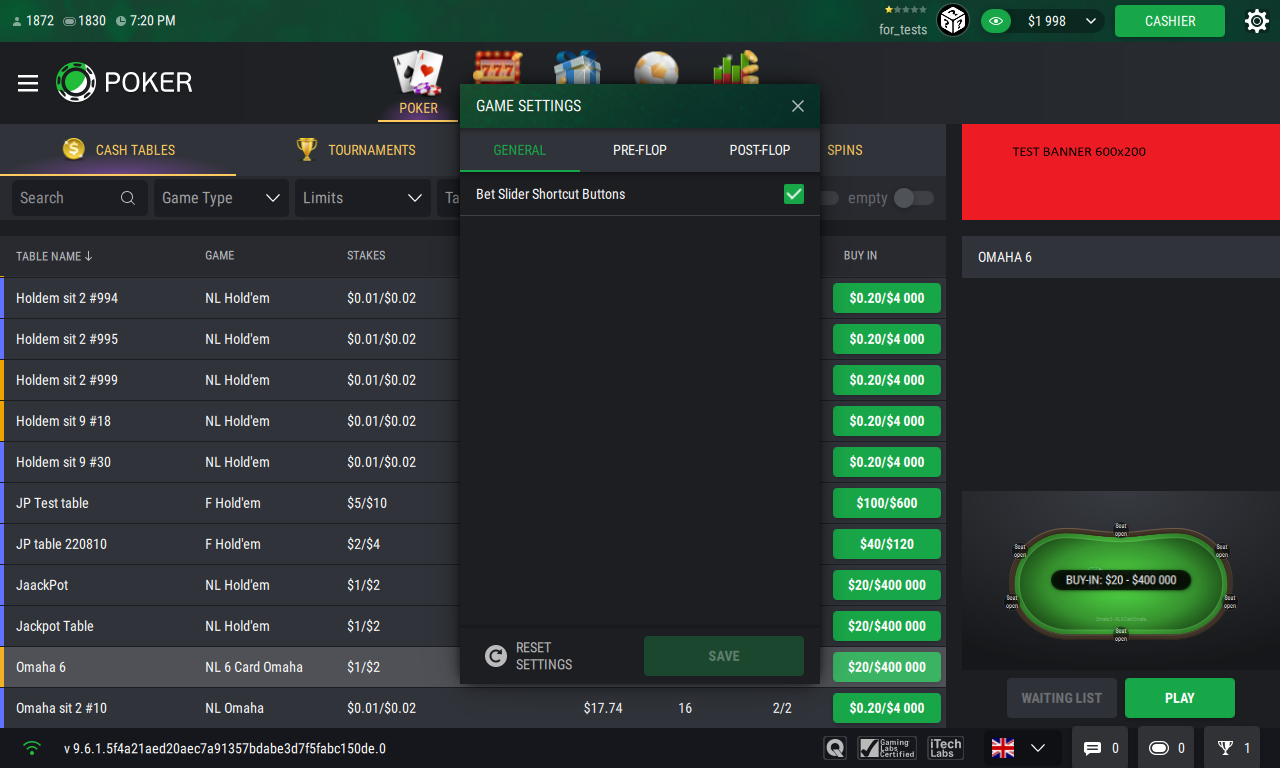 1872 1830 7:20 PM
for_tests
$1 998
CASHIER
POKER
POKER
GAME SETTINGS
CASH TABLES
TOURNAMENTS
GENERAL
PRE-FLOP
POST-FLOP
SPINS
TEST BANNER 600x200
Search
Game Type
Limits
Ta
Bet Slider Shortcut Buttons
empty
TABLE NAME
GAME
STAKES
BUY IN
OMAHA 6
Holdem sit 2 #994 NL Hold'em $0.01/$0.02 $0.20/$4 000
Holdem sit 2 #995 NL Hold'em $0.01/$0.02 $0.20/$4 000
Holdem sit 2 #999 NL Hold'em $0.01/$0.02 $0.20/$4 000
Holdem sit 9 #18 NL Hold'em $0.01/$0.02 $0.20/$4 000
Holdem sit 9 #30 NL Hold'em $0.01/$0.02 $0.20/$4 000
JP Test table F Hold'em $5/$10 $100/$600
JP table 220810 F Hold'em $2/$4 $40/$120
JaackPot NL Hold'em $1/$2 $20/$400 000
Jackpot Table NL Hold'em $1/$2 $20/$400 000
Omaha 6 NL 6 Card Omaha $1/$2 $20/$400 000
Omaha sit 2 #10 NL Omaha $0.01/$0.02 $17.74 16 2/2 $0.20/$4 000
RESET
SETTINGS
SAVE
Seat
open
Seat
open
Seat
open
BUY-IN: $20 - $400 000
Seat
open
Seat
open
Seat
open
WAITING LIST
PLAY
v 9.6.1.5f4a21aed20aec7a91357bdabe3d7f5fabc150de.0
Gaming
Labs
Certified
iTech
Labs
0
0
1